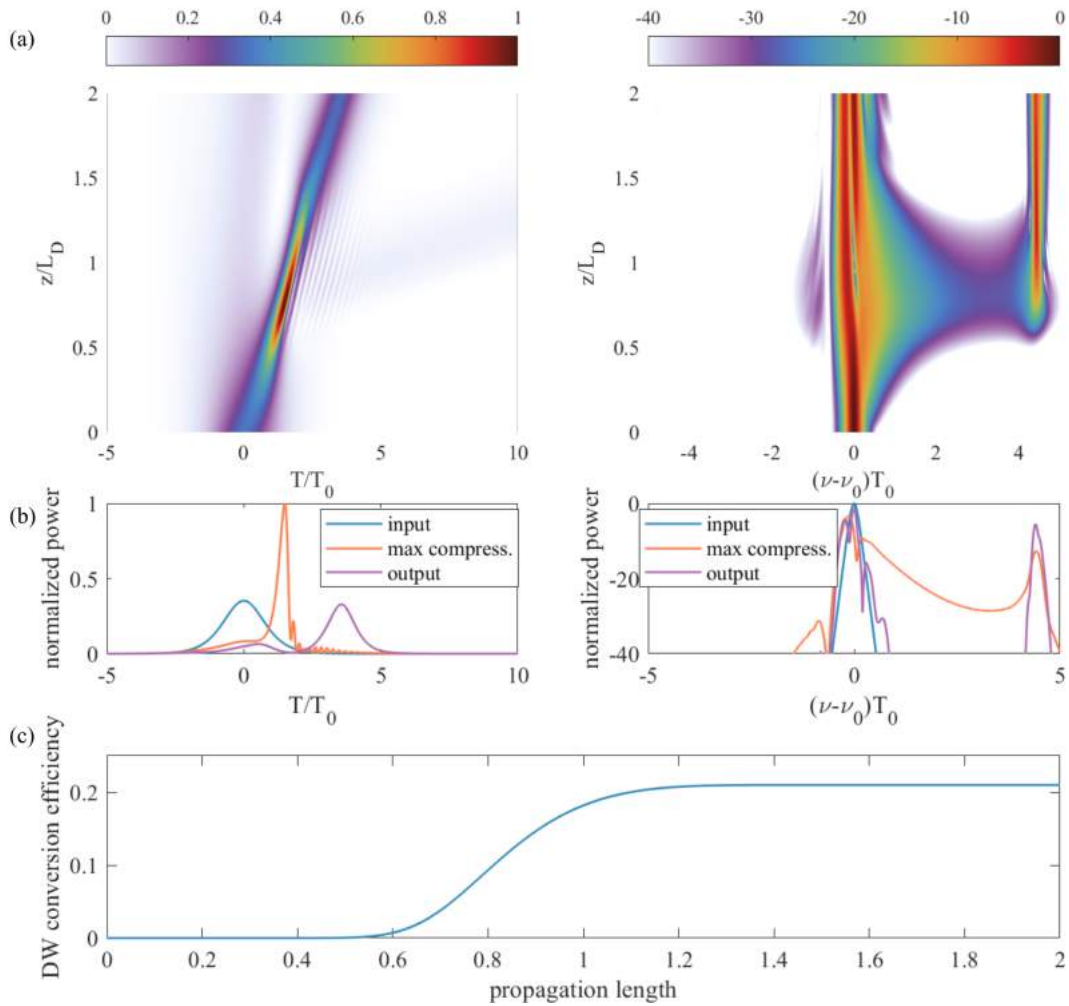 (a)
0 0.2 0.4 0.6 0.8 1
-40 -30 -20 -10 0
2
1.5
1
0.5
0
z/L_D
-5 0 5 10
T/T_0
2
1.5
1
0.5
0
z/L_D
-4 -2 0 2 4
(ν-ν_0)T_0
(b)
normalized power
1
0.5
0
input
max compress.
output
-5 0 5 10
T/T_0
normalized power
0
-20
-40
input
max compress.
output
-5 0 5
(ν-ν_0)T_0
(c)
DW conversion efficiency
0.2
0.1
0
0 0.2 0.4 0.6 0.8 1 1.2 1.4 1.6 1.8 2
propagation length